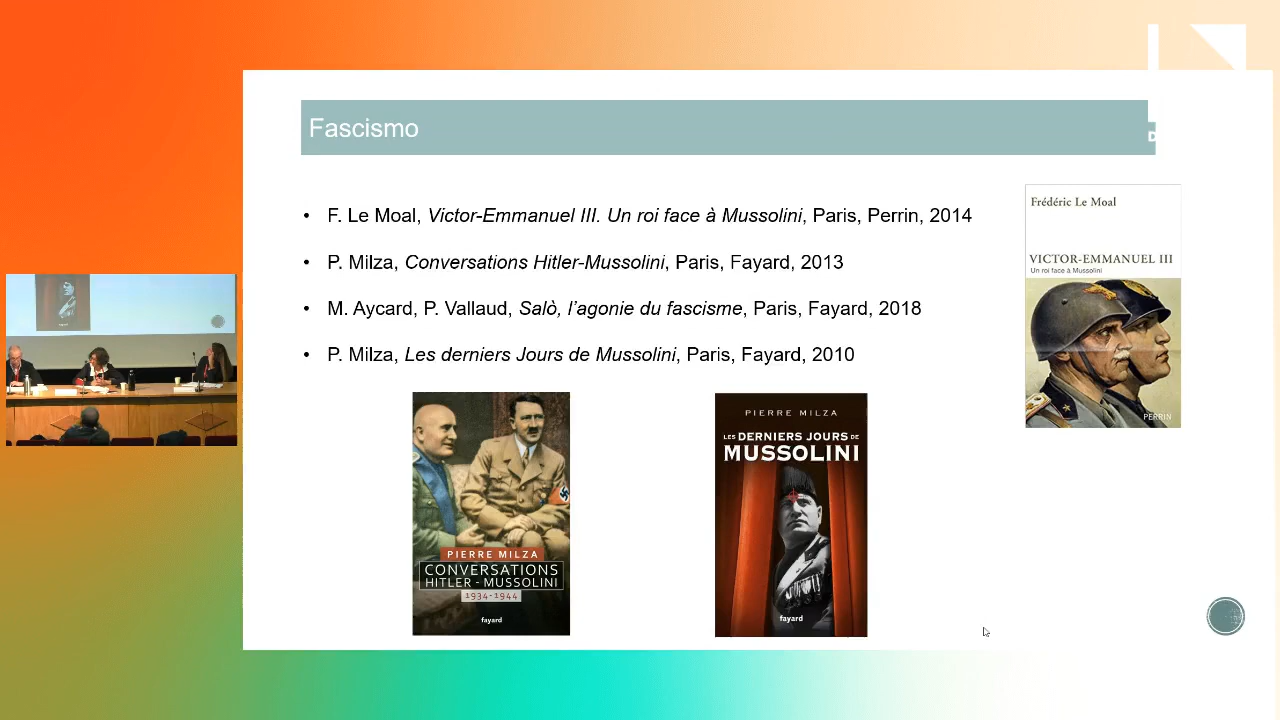 Fascismo
D
• F. Le Moal, Victor-Emmanuel III. Un roi face à Mussolini, Paris, Perrin, 2014
• P. Milza, Conversations Hitler-Mussolini, Paris, Fayard, 2013
• M. Aycard, P. Vallaud, Salò, l’agonie du fascisme, Paris, Fayard, 2018
• P. Milza, Les derniers Jours de Mussolini, Paris, Fayard, 2010
Frédéric Le Moal
VICTOR-EMMANUEL III
Un roi face à Mussolini
PERRIN
PIERRE MILZA
CONVERSATIONS
HITLER - MUSSOLINI
1934-1944
fayard
PIERRE MILZA
LES DERNIERS JOURS DE
MUSSOLINI
fayard
fayard